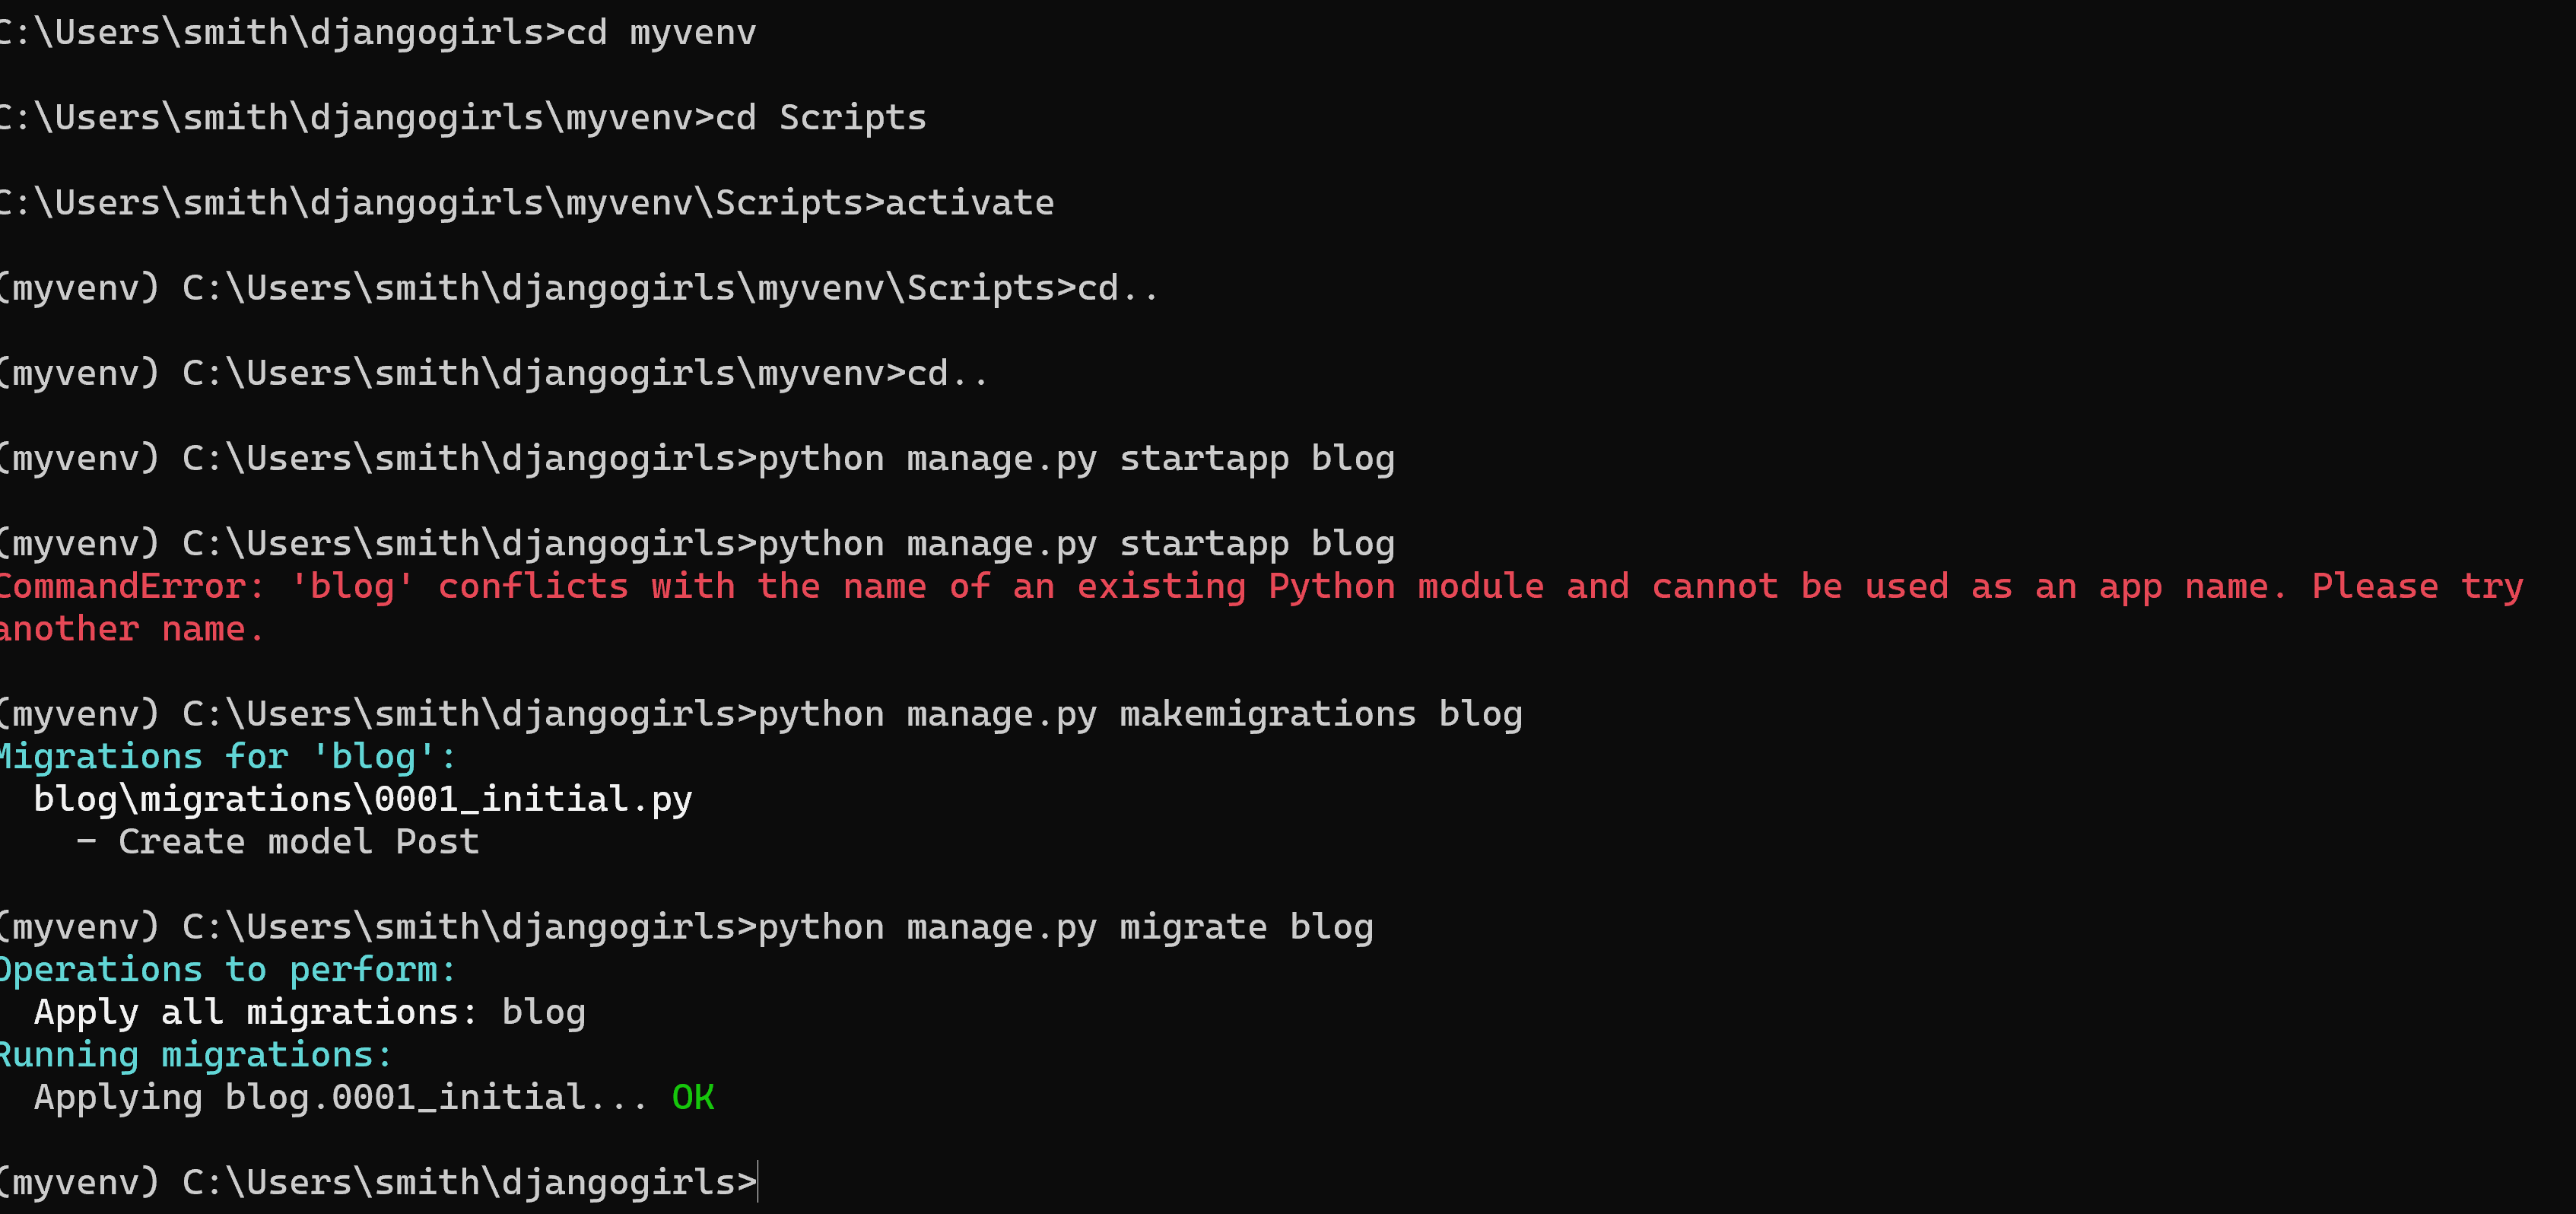 C:\Users\smith\djangogirls>cd myvenv
C:\Users\smith\djangogirls\myvenv>cd Scripts
C:\Users\smith\djangogirls\myvenv\Scripts>activate
(myvenv) C:\Users\smith\djangogirls\myvenv\Scripts>cd..
(myvenv) C:\Users\smith\djangogirls\myvenv>cd..
(myvenv) C:\Users\smith\djangogirls>python manage.py startapp blog
(myvenv) C:\Users\smith\djangogirls>python manage.py startapp blog
CommandError: 'blog' conflicts with the name of an existing Python module and cannot be used as an app name. Please try
another name.
(myvenv) C:\Users\smith\djangogirls>python manage.py makemigrations blog
Migrations for 'blog':
  blog\migrations\0001_initial.py
    - Create model Post
(myvenv) C:\Users\smith\djangogirls>python manage.py migrate blog
Operations to perform:
  Apply all migrations: blog
Running migrations:
  Applying blog.0001_initial... OK
(myvenv) C:\Users\smith\djangogirls>